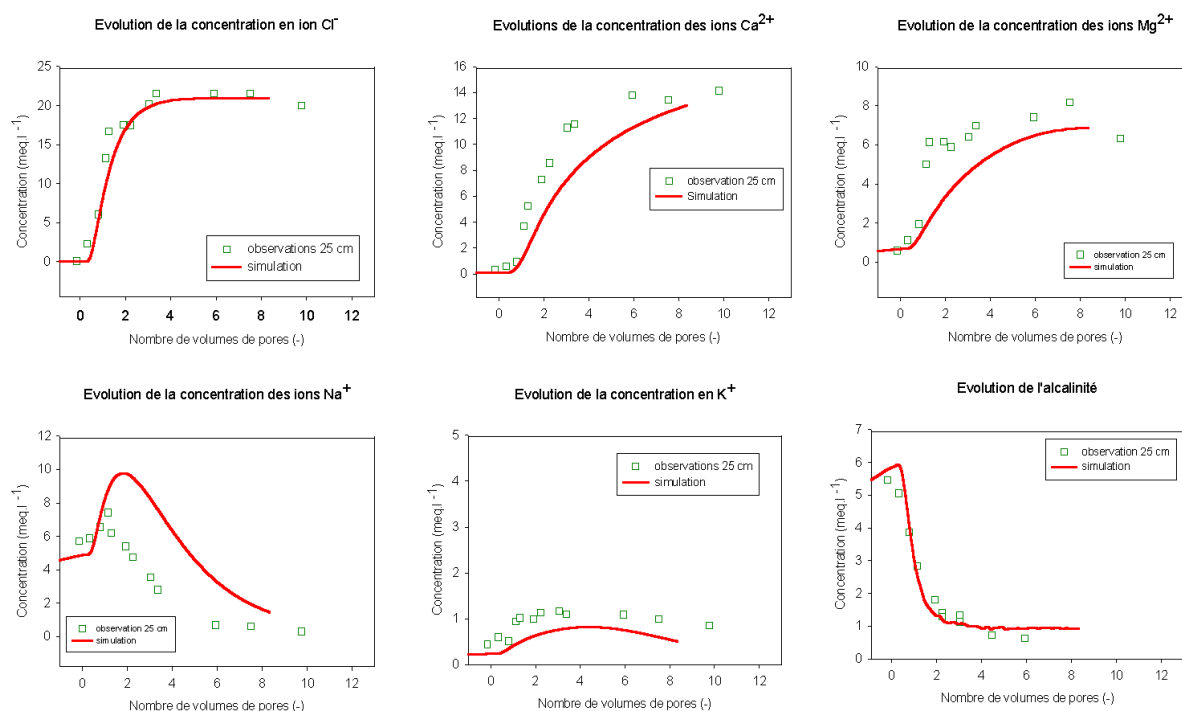 Evolution de la concentration en ion Cl-
Concentration (meq.l-1)
25
20
15
10
5
0
observations 25 cm
simulation
0 2 4 6 8 10 12
Nombre de volumes de pores (-)
Evolutions de la concentration des ions Ca2+
Concentration (meq.l-1)
16
14
12
10
8
6
4
2
0
observation 25 cm
Simulation
0 2 4 6 8 10 12
Nombre de volumes de pores (-)
Evolution de la concentration des ions Mg2+
Concentration (meq.l-1)
10
8
6
4
2
0
observation 25 cm
simulation
0 2 4 6 8 10 12
Nombre de volumes de pores (-)
Evolution de la concentration des ions Na+
Concentration (meq.l-1)
12
10
8
6
4
2
0
observation 25 cm
simulation
0 2 4 6 8 10 12
Nombre de volumes de pores (-)
Evolution de la concentration en K+
Concentration (meq.l-1)
5
4
3
2
1
0
observations 25 cm
simulation
0 2 4 6 8 10 12
Nombre de volumes de pores (-)
Evolution de l'alcalinité
Concentration (meq.l-1)
7
6
5
4
3
2
1
0
observation 25 cm
simulation
0 2 4 6 8 10 12
Nombre de volumes de pores (-)